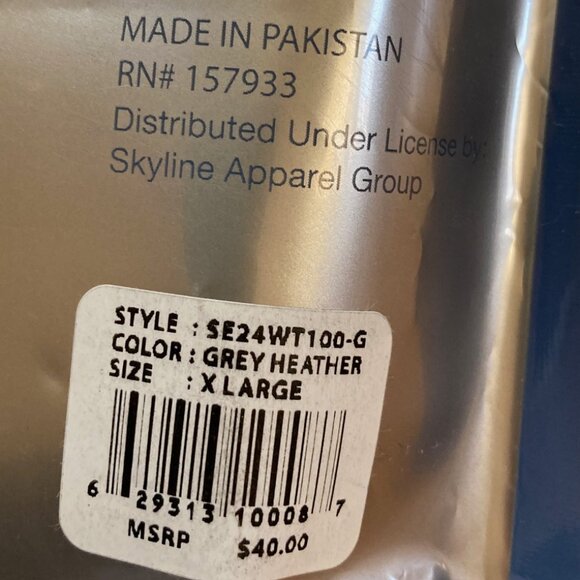 MADE IN PAKISTAN
RN# 157933
Distributed Under License by:
Skyline Apparel Group
STYLE : SE24WT100-G
COLOR : GREY HEATHER
SIZE : X LARGE
6 29313 10008 7
MSRP $40.00